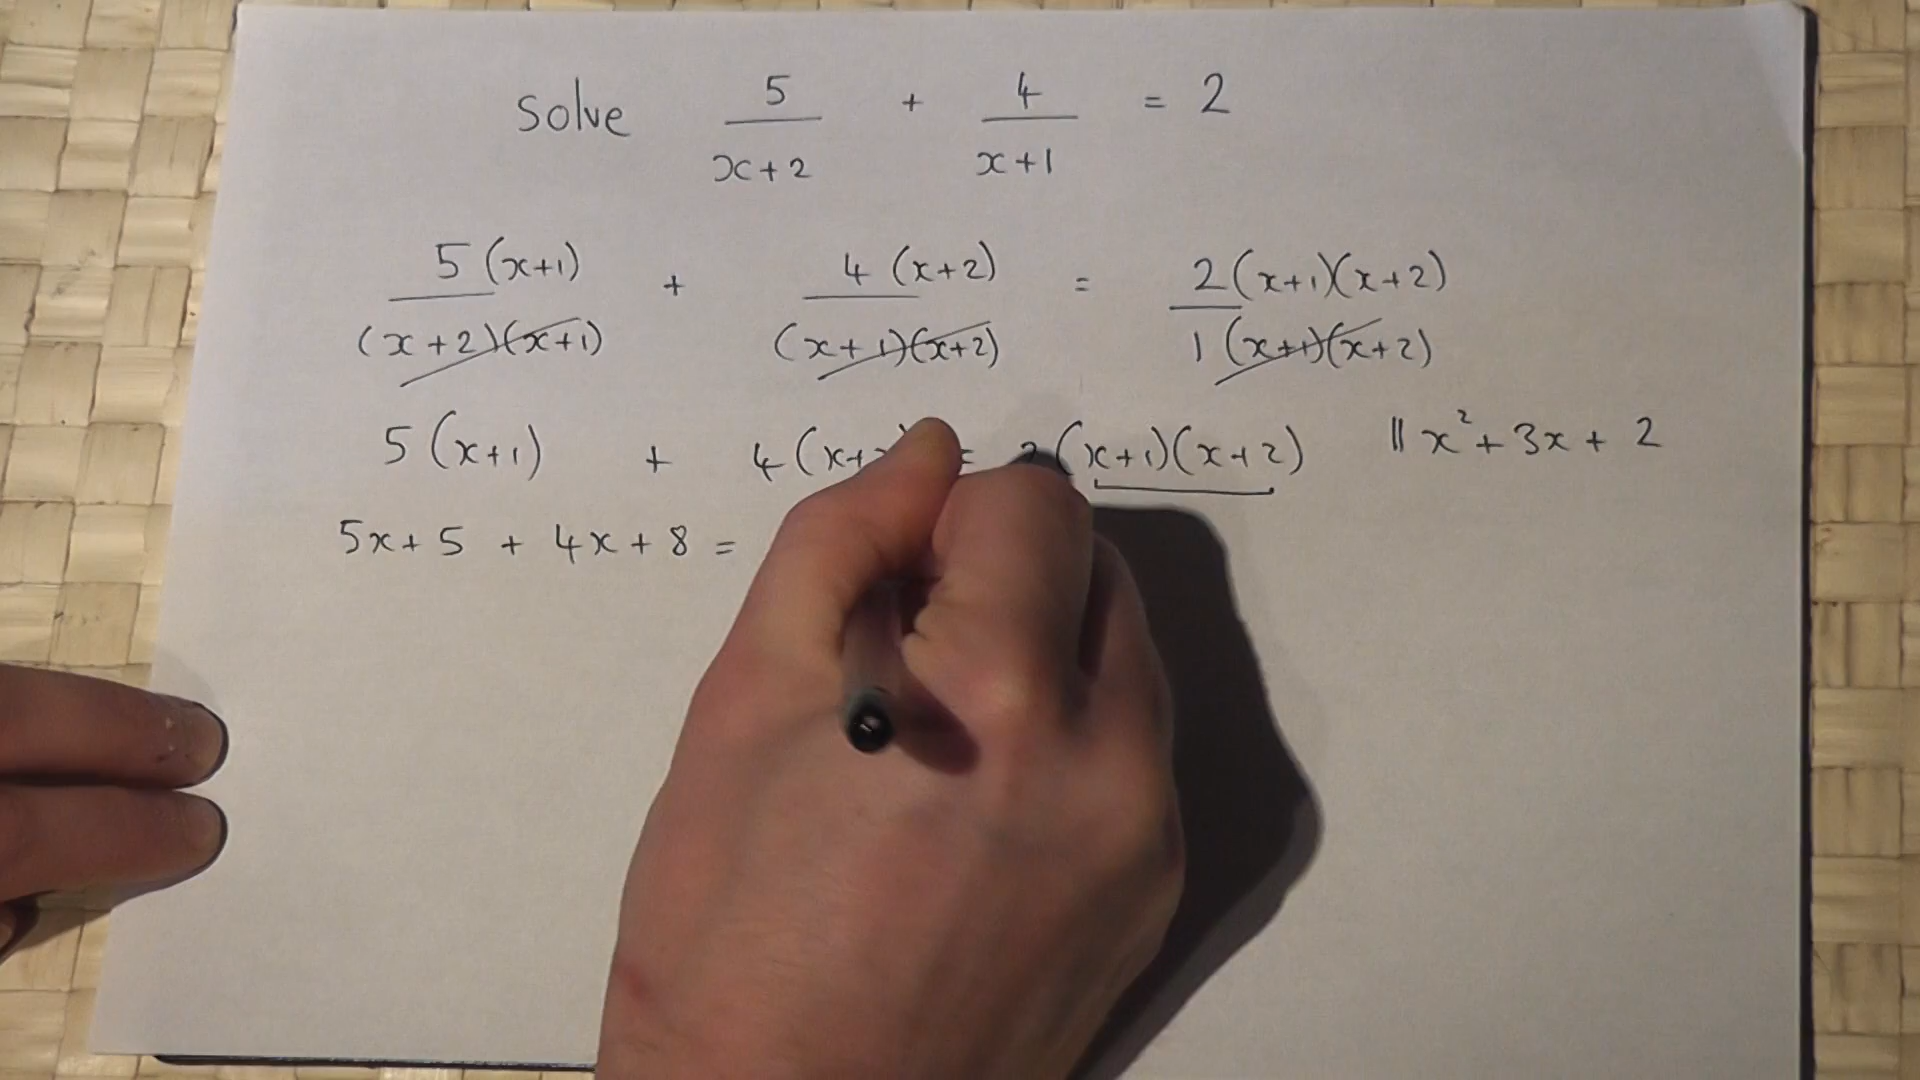 Solve 5/(x+2) + 4/(x+1) = 2
5(x+1)/((x+2)(x+1)) + 4(x+2)/((x+1)(x+2)) = 2(x+1)(x+2)/(1(x+1)(x+2))
5(x+1) + 4(x+ = (x+1)(x+2) || x² + 3x + 2
5x + 5 + 4x + 8 =